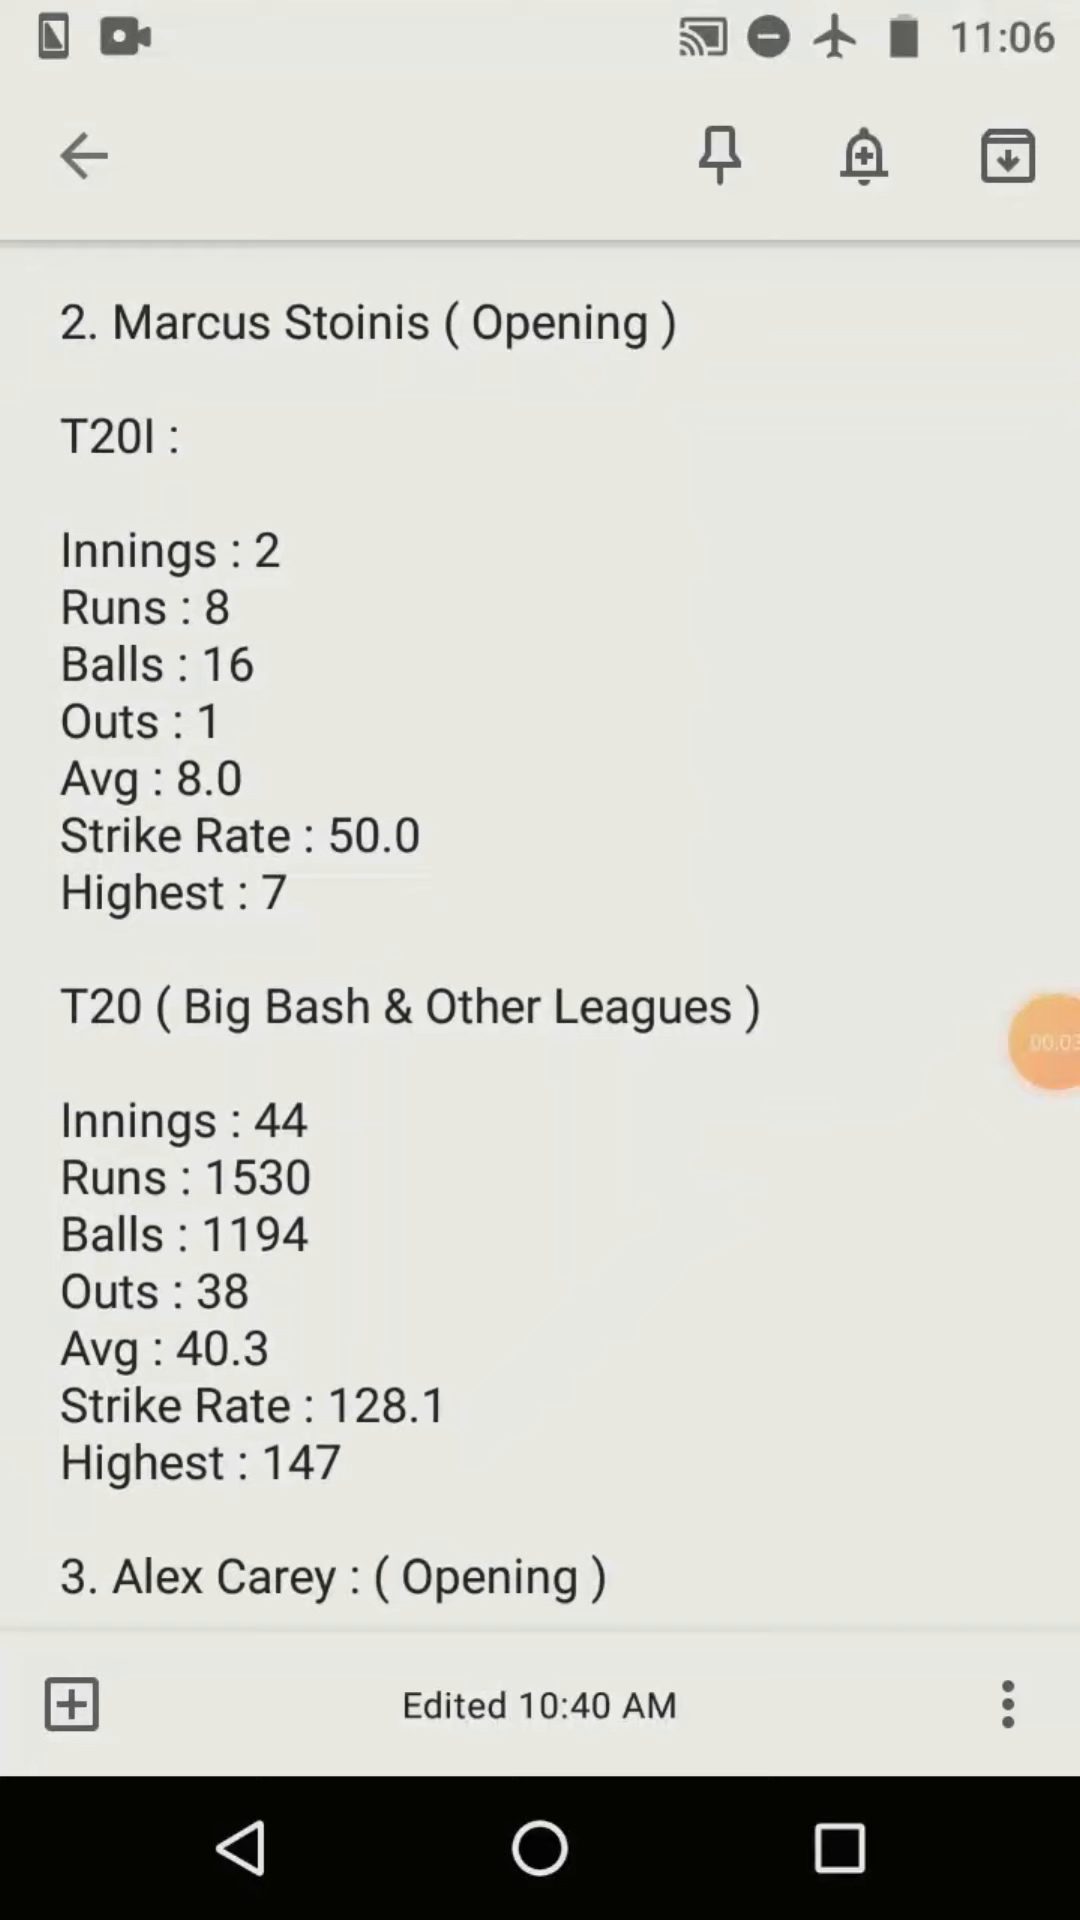 11:06
2. Marcus Stoinis ( Opening )
T20I :
Innings : 2
Runs : 8
Balls : 16
Outs : 1
Avg : 8.0
Strike Rate : 50.0
Highest : 7
T20 ( Big Bash & Other Leagues )
00:03
Innings : 44
Runs : 1530
Balls : 1194
Outs : 38
Avg : 40.3
Strike Rate : 128.1
Highest : 147
3. Alex Carey : ( Opening )
Edited 10:40 AM